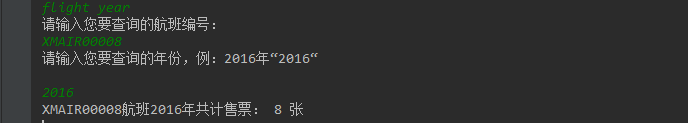 flight year
请输入您要查询的航班编号：
XMAIR00008
请输入您要查询的年份，例：2016年“2016“
2016
XMAIR00008航班2016年共计售票： 8 张